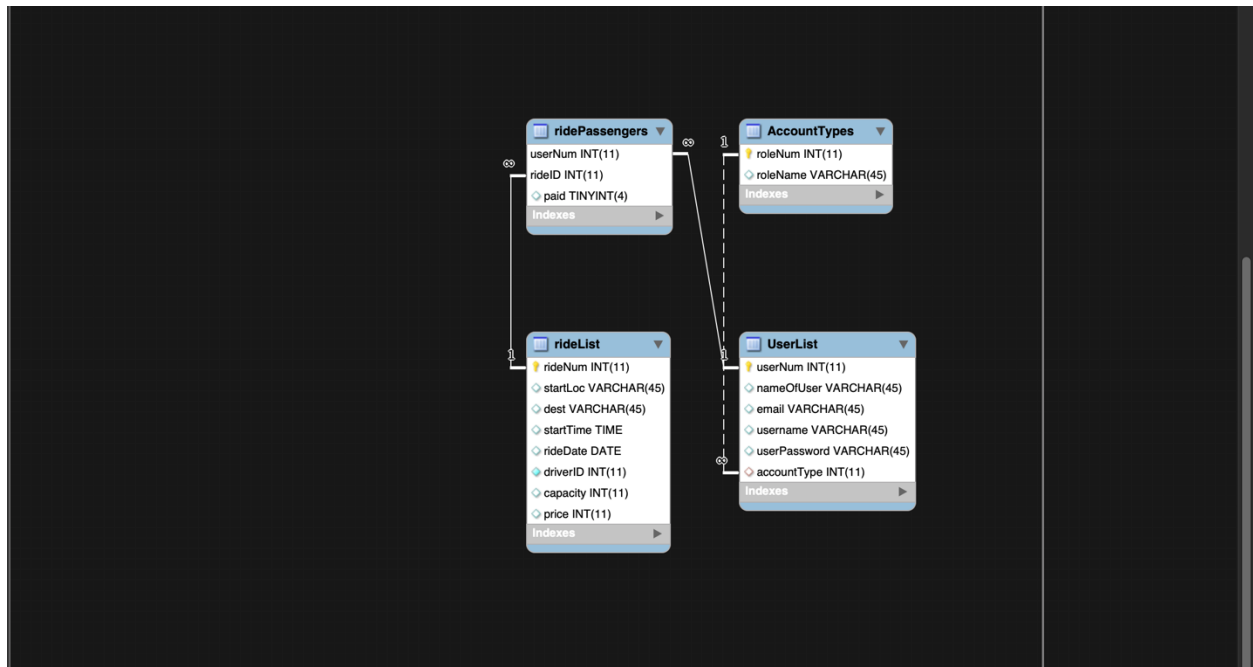 ridePassengers
userNum INT(11)
rideID INT(11)
paid TINYINT(4)
Indexes
AccountTypes
roleNum INT(11)
roleName VARCHAR(45)
Indexes
∞
∞
1
rideList
rideNum INT(11)
startLoc VARCHAR(45)
dest VARCHAR(45)
startTime TIME
rideDate DATE
driverID INT(11)
capacity INT(11)
price INT(11)
Indexes
1
UserList
userNum INT(11)
nameOfUser VARCHAR(45)
email VARCHAR(45)
username VARCHAR(45)
userPassword VARCHAR(45)
accountType INT(11)
Indexes
1
∞